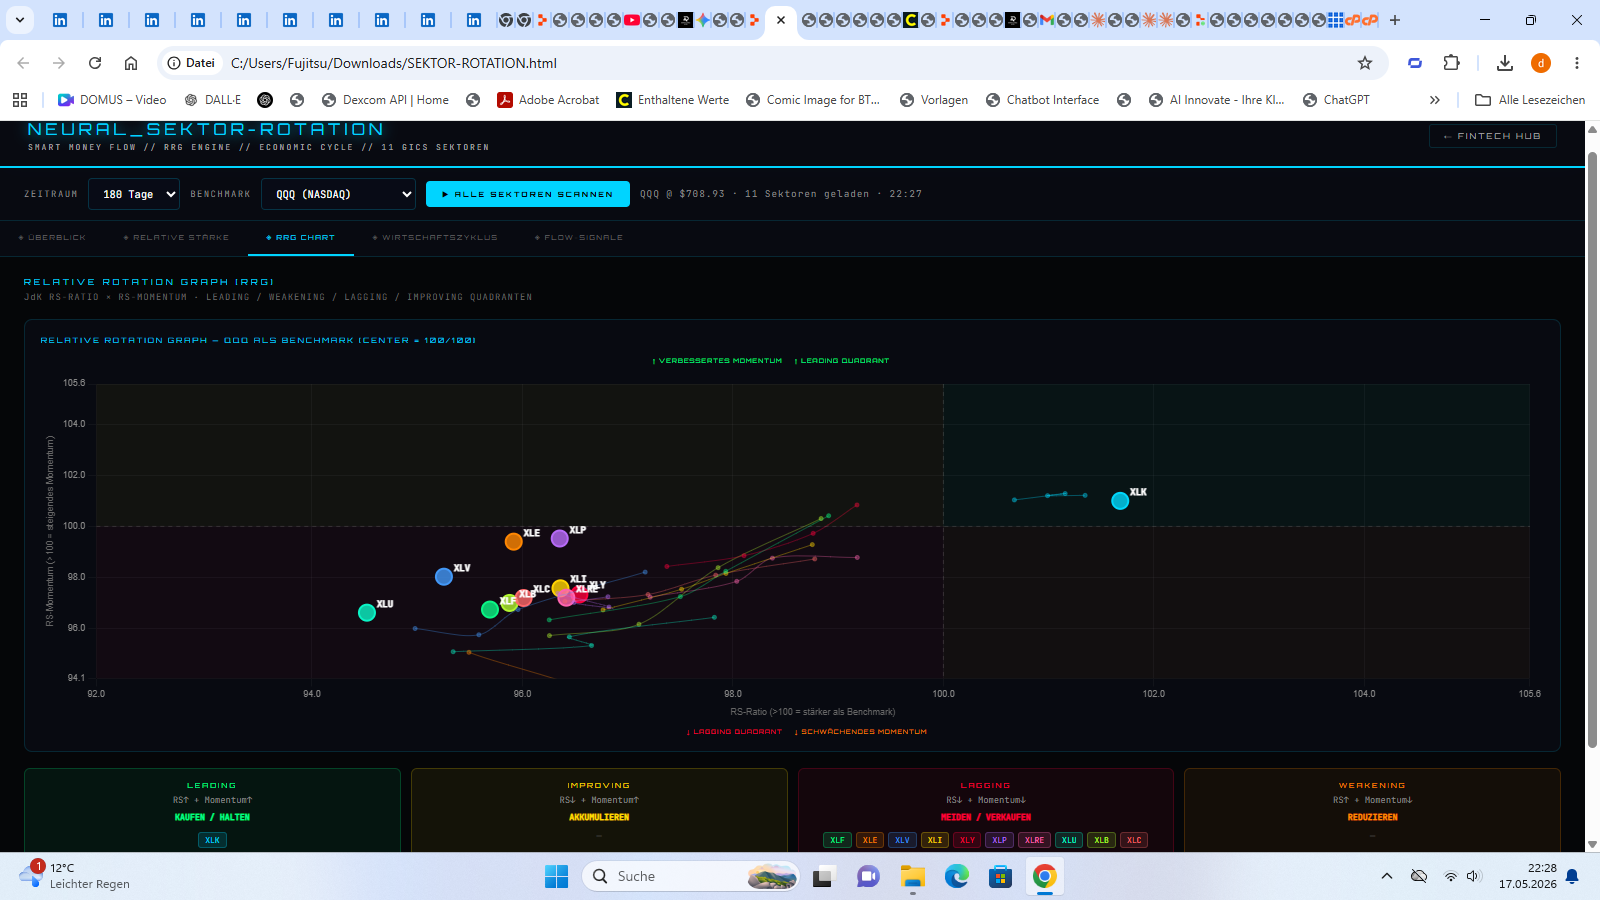 Datei
C:/Users/Fujitsu/Downloads/SEKTOR-ROTATION.html
DOMUS – Video
DALL·E
Dexcom API | Home
Adobe Acrobat
Enthaltene Werte
Comic Image for BT...
Vorlagen
Chatbot Interface
AI Innovate - Ihre KI...
ChatGPT
Alle Lesezeichen
NEURAL_SEKTOR-ROTATION
SMART MONEY FLOW // RRG ENGINE // ECONOMIC CYCLE // 11 GICS SEKTOREN
← FINTECH HUB
ZEITRAUM
180 Tage
BENCHMARK
QQQ (NASDAQ)
▶ ALLE SEKTOREN SCANNEN
QQQ @ $708.93 · 11 Sektoren geladen · 22:27
ÜBERBLICK
RELATIVE STÄRKE
RRG CHART
WIRTSCHAFTSZYKLUS
FLOW-SIGNALE
RELATIVE ROTATION GRAPH (RRG)
JdK RS-RATIO × RS-MOMENTUM · LEADING / WEAKENING / LAGGING / IMPROVING QUADRANTEN
RELATIVE ROTATION GRAPH — QQQ ALS BENCHMARK (CENTER = 100/100)
↑ VERBESSERTES MOMENTUM
↑ LEADING QUADRANT
105.6
104.0
102.0
100.0
98.0
96.0
94.1
RS-Momentum (>100 = steigendes Momentum)
XLK
XLE
XLP
XLV
XLI
XLY
XLRE
XLC
XLB
XLF
XLU
92.0
94.0
96.0
98.0
100.0
102.0
104.0
105.6
RS-Ratio (>100 = stärker als Benchmark)
↓ LAGGING QUADRANT
↓ SCHWÄCHENDES MOMENTUM
LEADING
RS↑ + Momentum↑
KAUFEN / HALTEN
XLK
IMPROVING
RS↓ + Momentum↑
AKKUMULIEREN
—
LAGGING
RS↓ + Momentum↓
MEIDEN / VERKAUFEN
XLF XLE XLV XLI XLY XLP XLRE XLU XLB XLC
WEAKENING
RS↑ + Momentum↓
REDUZIEREN
—
1
12°C
Leichter Regen
Suche
22:28
17.05.2026